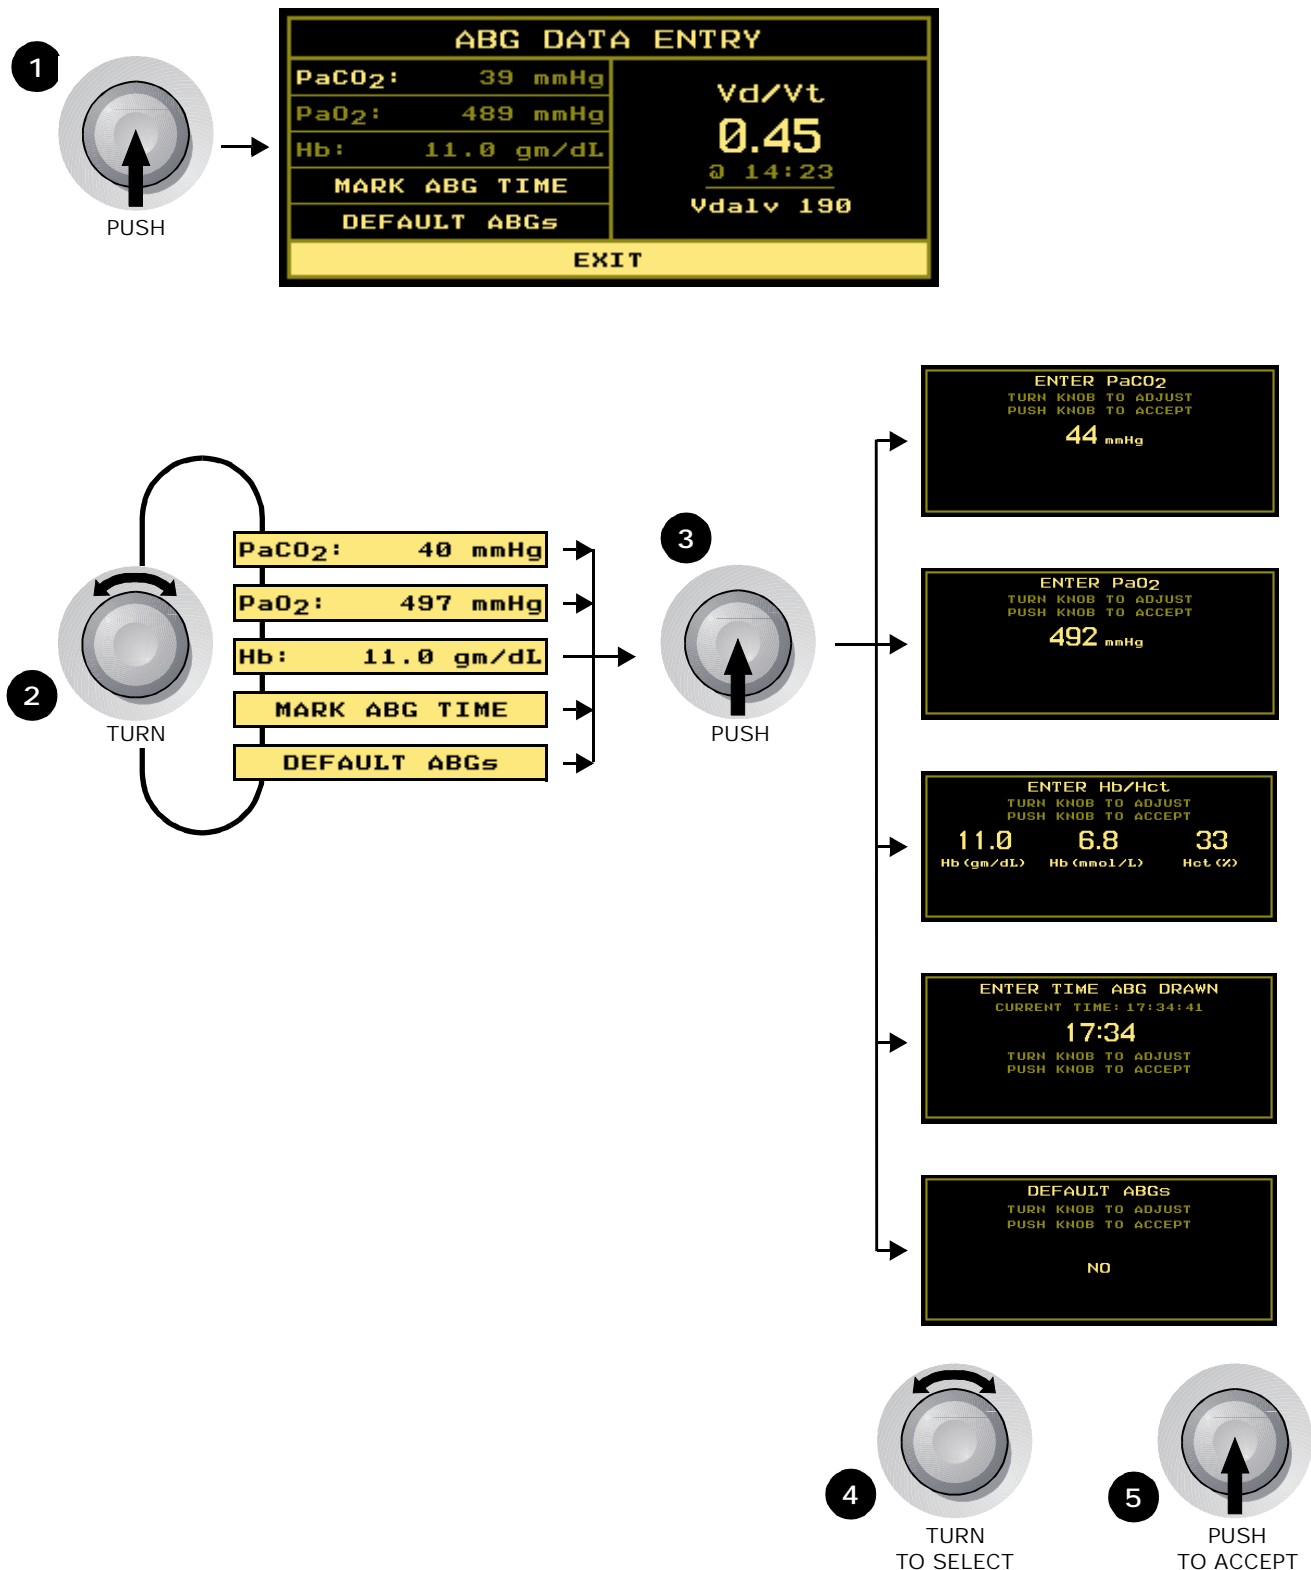 1
PUSH
ABG DATA ENTRY
PaCO2: 39 mmHg
PaO2: 489 mmHg
Hb: 11.0 gm/dL
MARK ABG TIME
DEFAULT ABGs
Vd/Vt
0.45
@ 14:23
Vdalv 190
EXIT
2
TURN
PaCO2: 40 mmHg
PaO2: 497 mmHg
Hb: 11.0 gm/dL
MARK ABG TIME
DEFAULT ABGs
3
PUSH
ENTER PaCO2
TURN KNOB TO ADJUST
PUSH KNOB TO ACCEPT
44 mmHg
ENTER PaO2
TURN KNOB TO ADJUST
PUSH KNOB TO ACCEPT
492 mmHg
ENTER Hb/Hct
TURN KNOB TO ADJUST
PUSH KNOB TO ACCEPT
11.0 6.8 33
Hb(gm/dL) Hb(mmol/L) Hct(%)
ENTER TIME ABG DRAWN
CURRENT TIME: 17:34:41
17:34
TURN KNOB TO ADJUST
PUSH KNOB TO ACCEPT
DEFAULT ABGs
TURN KNOB TO ADJUST
PUSH KNOB TO ACCEPT
NO
4
TURN
TO SELECT
5
PUSH
TO ACCEPT